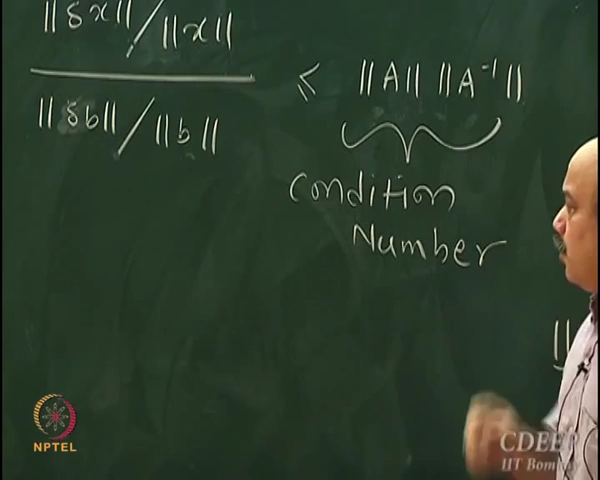 ||δx|| / ||x||
||δb|| / ||b|| ≤ ||A|| ||A⁻¹||
Condition
Number
NPTEL
CDEEP
IIT Bombay